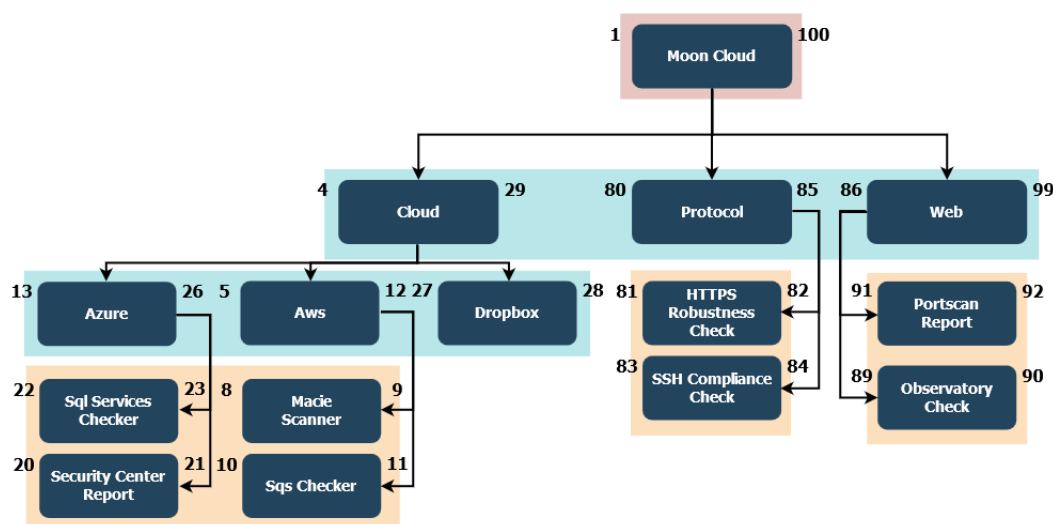 1 Moon Cloud 100
4 Cloud 29
80 Protocol 85
86 Web 99
13 Azure 26
5 Aws 12
27 Dropbox 28
81 HTTPS 82
Robustness
Check
91 Portscan 92
Report
22 Sql Services 23
Checker
8 Macie 9
Scanner
83 SSH Compliance 84
Check
89 Observatory 90
Check
20 Security Center 21
Report
10 Sqs Checker 11